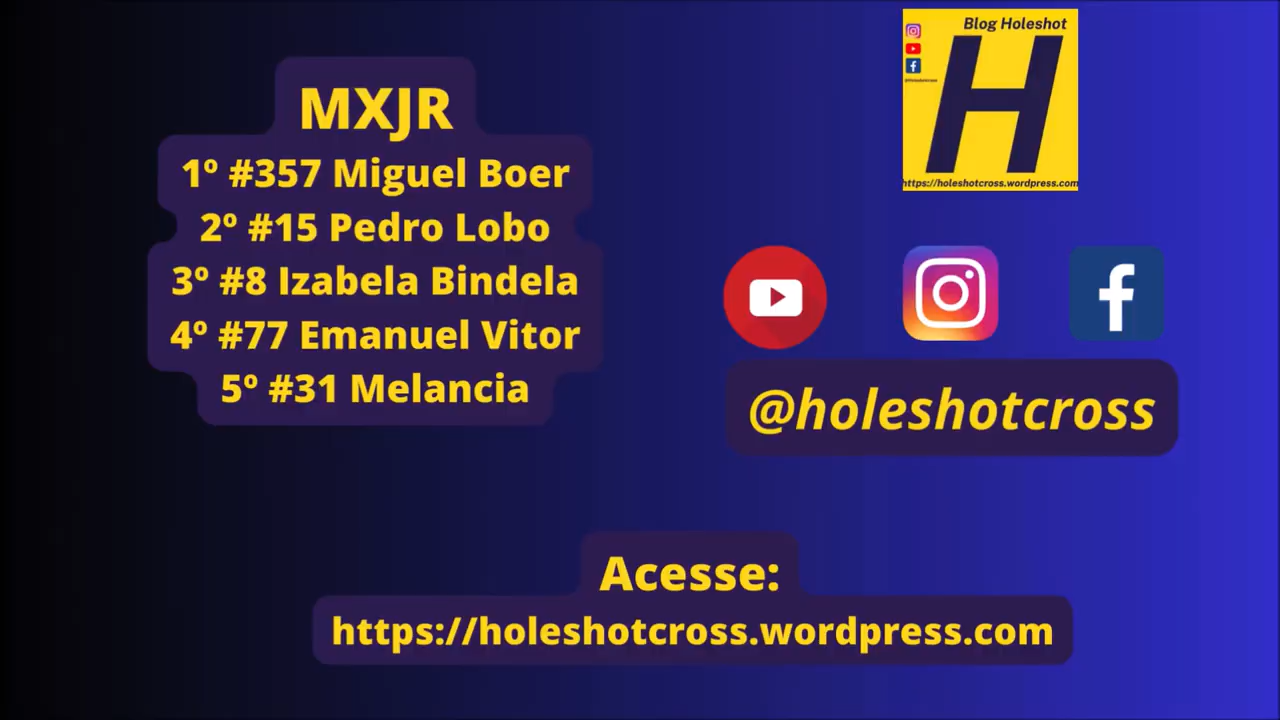 MXJR
1º #357 Miguel Boer
2º #15 Pedro Lobo
3º #8 Izabela Bindela
4º #77 Emanuel Vitor
5º #31 Melancia
Blog Holeshot
H
@holeshotcross
https://holeshotcross.wordpress.com
@holeshotcross
Acesse:
https://holeshotcross.wordpress.com